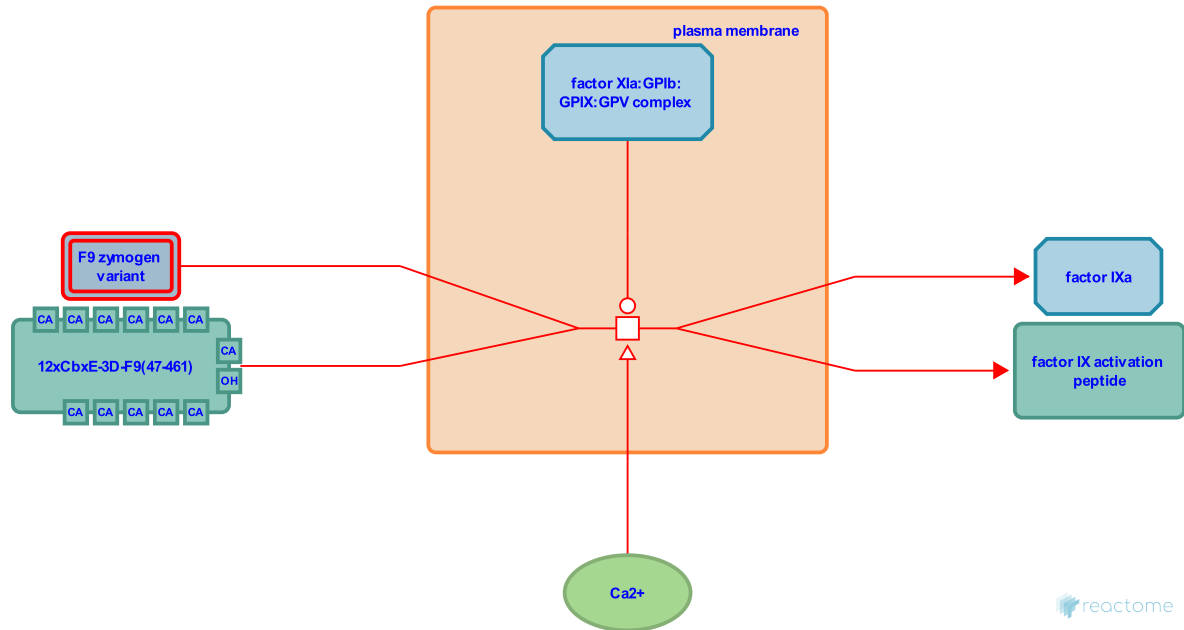 plasma membrane
factor XIa:GPIb:
GPIX:GPV complex
F9 zymogen
variant
CA CA CA CA CA CA
CA
12xCbxE-3D-F9(47-461)
OH
CA CA CA CA CA
factor IXa
factor IX activation
peptide
Ca2+
reactome